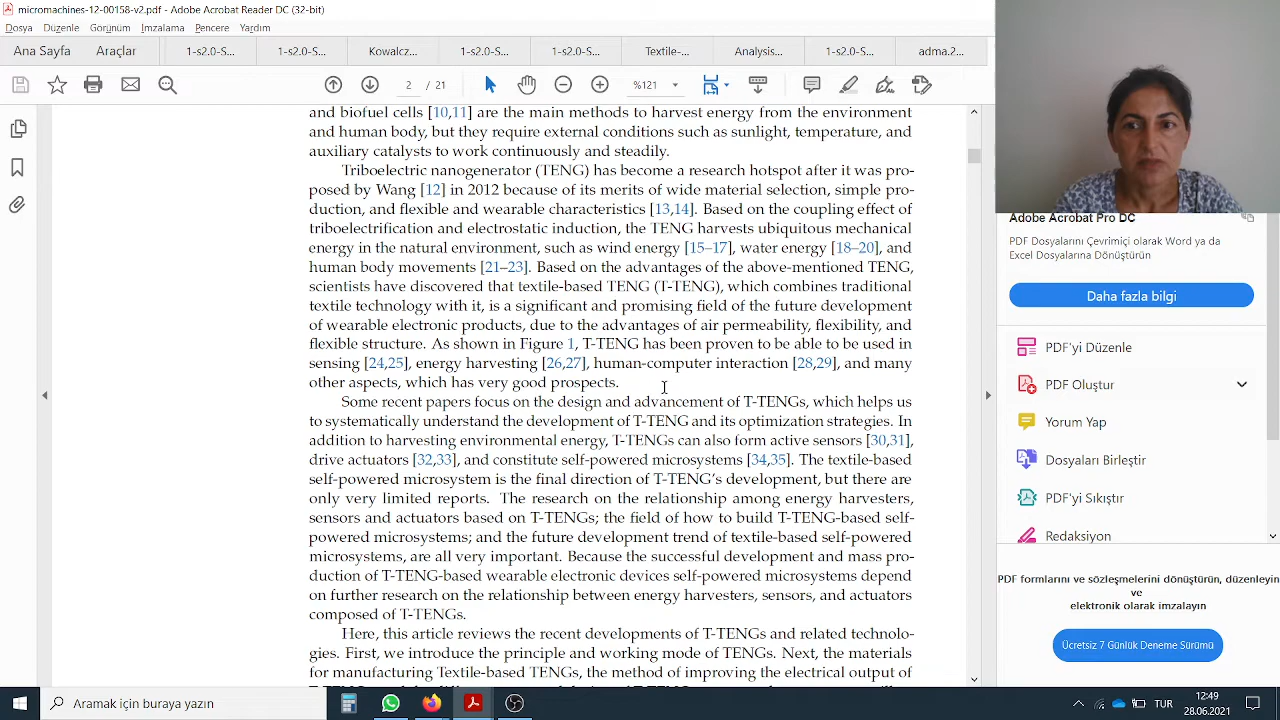 micromachines-12-00158-v2.pdf - Adobe Acrobat Reader DC (32-bit)
Dosya Düzenle Görünüm İmzalama Pencere Yardım
Ana Sayfa Araçlar 1-s2.0-S... 1-s2.0-S... Kowalcz... 1-s2.0-S... 1-s2.0-S... Textile-... Analysis... 1-s2.0-S... adma.2...
2 / 21 %121
and biofuel cells [10,11] are the main methods to harvest energy from the environment
and human body, but they require external conditions such as sunlight, temperature, and
auxiliary catalysts to work continuously and steadily.
Triboelectric nanogenerator (TENG) has become a research hotspot after it was pro-
posed by Wang [12] in 2012 because of its merits of wide material selection, simple pro-
duction, and flexible and wearable characteristics [13,14]. Based on the coupling effect of
triboelectrification and electrostatic induction, the TENG harvests ubiquitous mechanical
energy in the natural environment, such as wind energy [15–17], water energy [18–20], and
human body movements [21–23]. Based on the advantages of the above-mentioned TENG,
scientists have discovered that textile-based TENG (T-TENG), which combines traditional
textile technology with it, is a significant and promising field of the future development
of wearable electronic products, due to the advantages of air permeability, flexibility, and
flexible structure. As shown in Figure 1, T-TENG has been proven to be able to be used in
sensing [24,25], energy harvesting [26,27], human-computer interaction [28,29], and many
other aspects, which has very good prospects.
Some recent papers focus on the design and advancement of T-TENGs, which helps us
to systematically understand the development of T-TENG and its optimization strategies. In
addition to harvesting environmental energy, T-TENGs can also form active sensors [30,31],
drive actuators [32,33], and constitute self-powered microsystems [34,35]. The textile-based
self-powered microsystem is the final direction of T-TENG's development, but there are
only very limited reports. The research on the relationship among energy harvesters,
sensors and actuators based on T-TENGs; the field of how to build T-TENG-based self-
powered microsystems; and the future development trend of textile-based self-powered
microsystems, are all very important. Because the successful development and mass pro-
duction of T-TENG-based wearable electronic devices self-powered microsystems depend
on further research on the relationship between energy harvesters, sensors, and actuators
composed of T-TENGs.
Here, this article reviews the recent developments of T-TENGs and related technolo-
gies. First, we introduce the principle and working mode of TENGs. Next, the materials
for manufacturing Textile-based TENGs, the method of improving the electrical output of
Adobe Acrobat Pro DC
PDF Dosyalarını Çevrimiçi olarak Word ya da
Excel Dosyalarına Dönüştürün
Daha fazla bilgi
PDF'yi Düzenle
PDF Oluştur
Yorum Yap
Dosyaları Birleştir
PDF'yi Sıkıştır
Redaksiyon
PDF formlarını ve sözleşmelerini dönüştürün, düzenleyin
ve
elektronik olarak imzalayın
Ücretsiz 7 Günlük Deneme Sürümü
Aramak için buraya yazın
TUR
12:49
28.06.2021